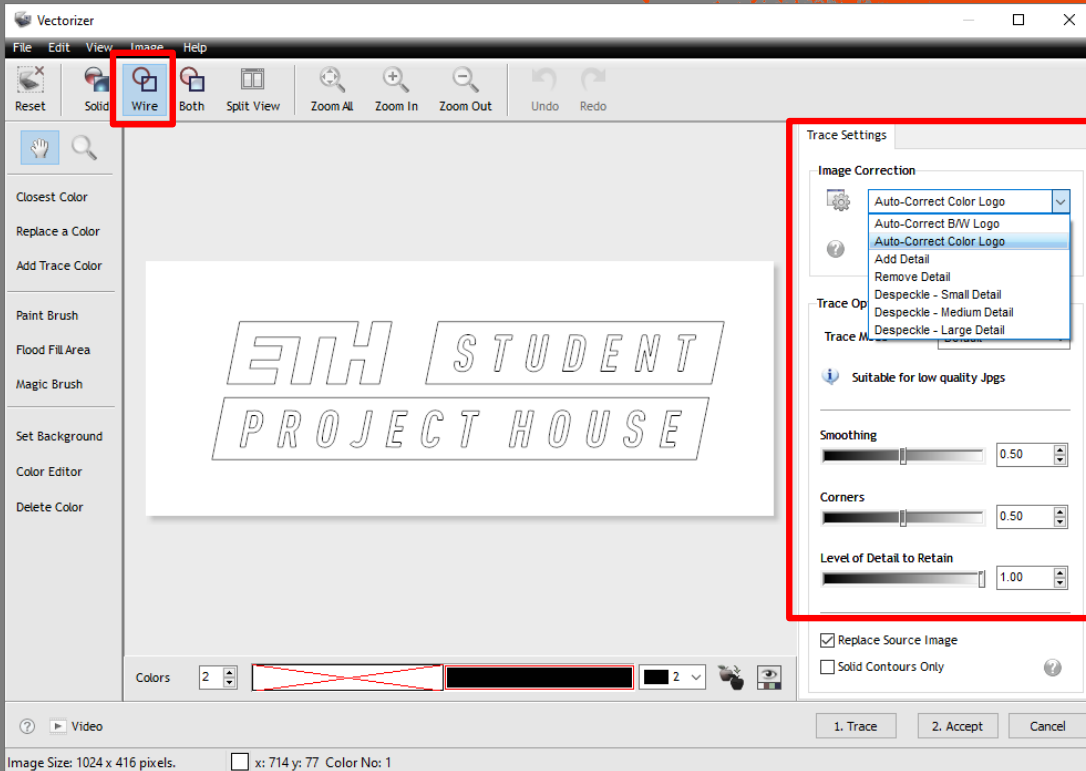 Vectorizer
File Edit View Image Help
Reset Solid Wire Both Split View Zoom All Zoom In Zoom Out Undo Redo
Trace Settings
Image Correction
Auto-Correct Color Logo
Auto-Correct B/W Logo
Auto-Correct Color Logo
Add Detail
Remove Detail
Despeckle - Small Detail
Despeckle - Medium Detail
Despeckle - Large Detail
Trace
Trace
Suitable for low quality Jpgs
Smoothing
0.50
Corners
0.50
Level of Detail to Retain
1.00
Replace Source Image
Solid Contours Only
Closest Color
Replace a Color
Add Trace Color
Paint Brush
Flood Fill Area
Magic Brush
Set Background
Color Editor
Delete Color
ETH STUDENT
PROJECT HOUSE
Colors 2 2
Video
1. Trace 2. Accept Cancel
Image Size: 1024 x 416 pixels. x: 714 y: 77 Color No: 1